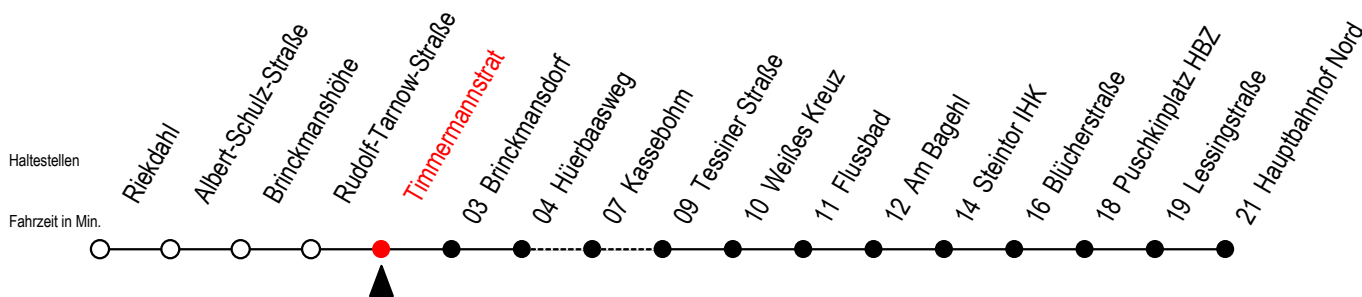 Haltestellen
Fahrzeit in Min.
Riekdahl
Albert-Schulz-Straße
Brinckmanshöhe
Rudolf-Tarnow-Straße
Timmermannstrat
03 Brinckmansdorf
04 Hüerbaasweg
07 Kassebohm
09 Tessiner Straße
10 Weißes Kreuz
11 Flussbad
12 Am Bagehl
14 Steintor IHK
16 Blücherstraße
18 Puschkinplatz HBZ
19 Lessingstraße
21 Hauptbahnhof Nord